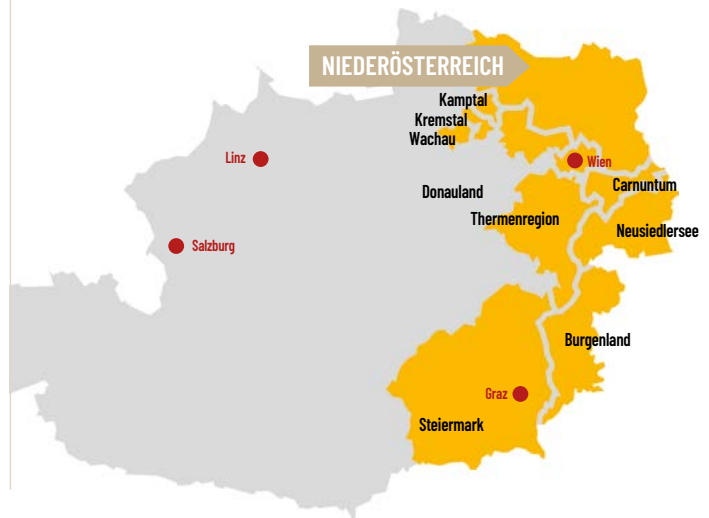 NIEDERÖSTERREICH
Kamptal
Kremstal
Wachau
Linz
Wien
Carnuntum
Donauland
Thermenregion
Neusiedlersee
Salzburg
Burgenland
Graz
Steiermark